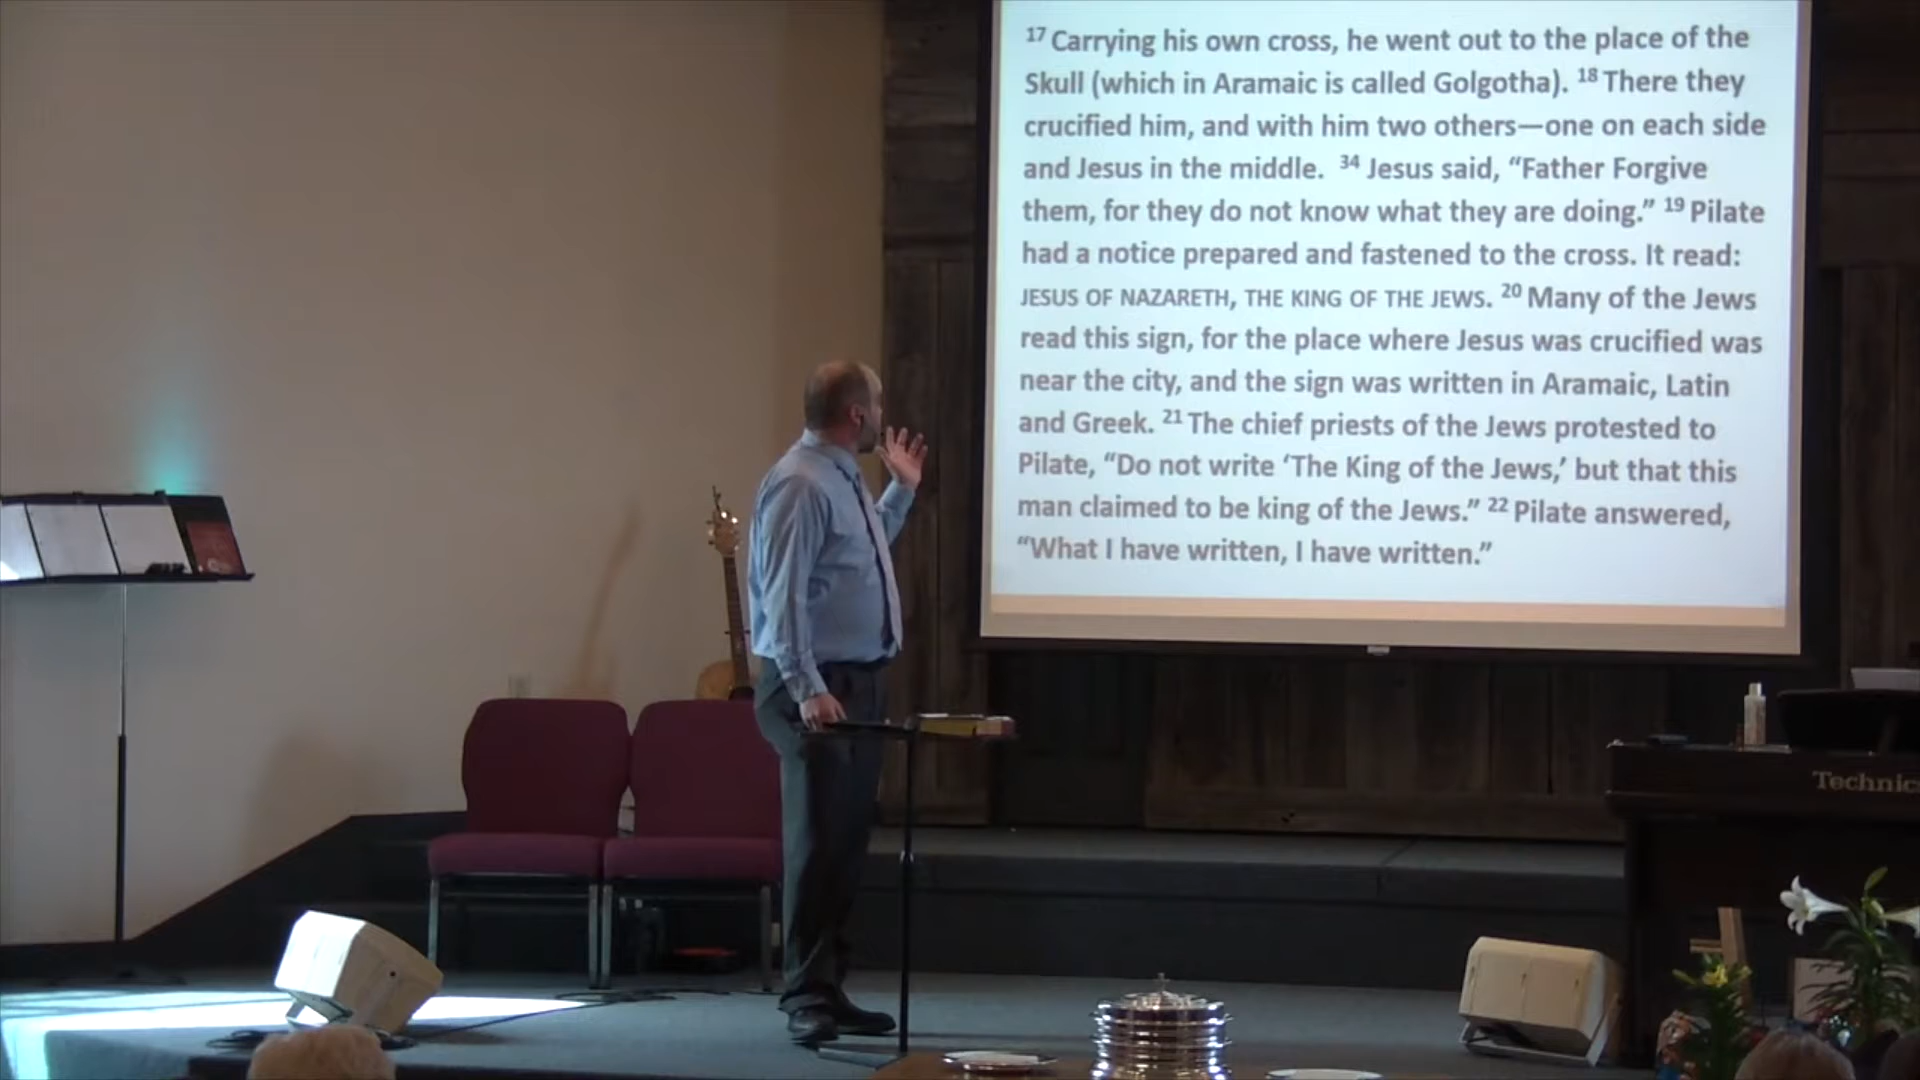 17 Carrying his own cross, he went out to the place of the
Skull (which in Aramaic is called Golgotha). 18 There they
crucified him, and with him two others—one on each side
and Jesus in the middle. 34 Jesus said, “Father Forgive
them, for they do not know what they are doing.” 19 Pilate
had a notice prepared and fastened to the cross. It read:
JESUS OF NAZARETH, THE KING OF THE JEWS. 20 Many of the Jews
read this sign, for the place where Jesus was crucified was
near the city, and the sign was written in Aramaic, Latin
and Greek. 21 The chief priests of the Jews protested to
Pilate, “Do not write ‘The King of the Jews,’ but that this
man claimed to be king of the Jews.” 22 Pilate answered,
“What I have written, I have written.”
Technics